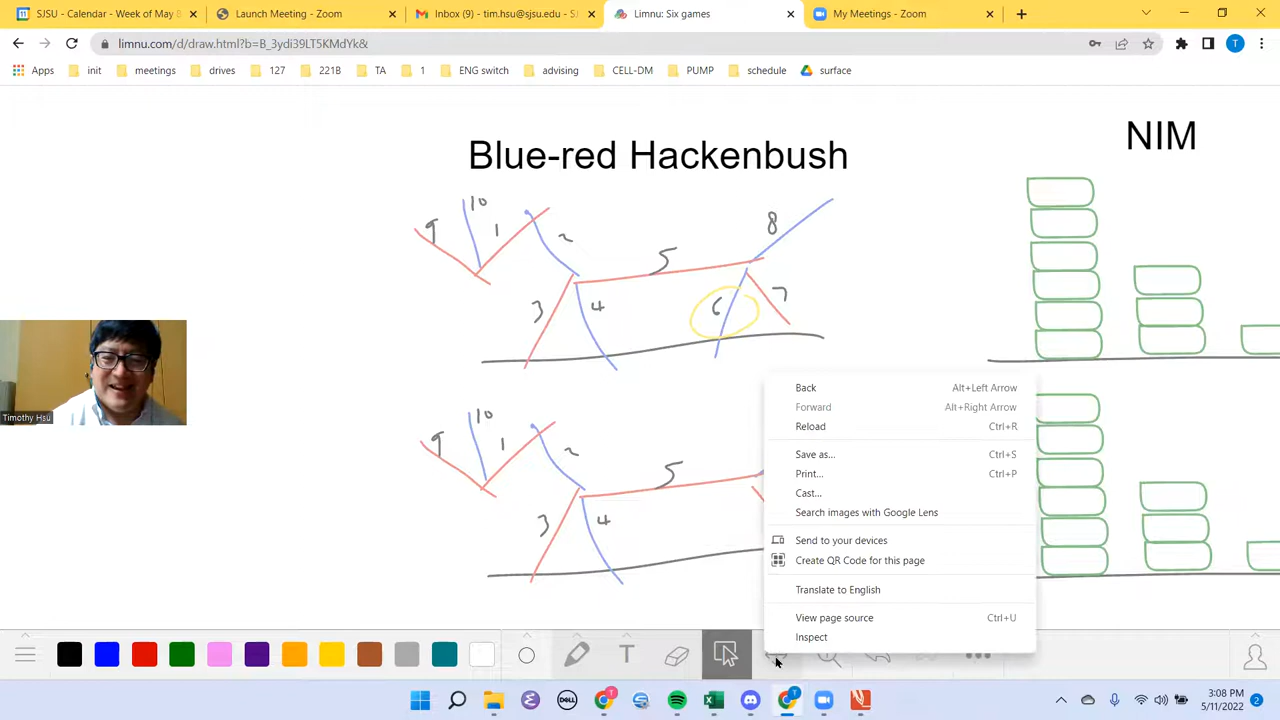 SJSU - Calendar - Week of May 8
Launch Meeting - Zoom
Inbox (2) - tim.hsu@sjsu.edu - S
Limnu: Six games
My Meetings - Zoom
limnu.com/d/draw.html?b=B_3ydi39LT5KMdYk&
T
Apps
init
meetings
drives
127
221B
TA
1
ENG switch
advising
CELL-DM
PUMP
schedule
surface
Blue-red Hackenbush
NIM
9
10
1
2
3
4
5
6
7
8
9
10
1
2
3
4
5
Timothy Hsu
Back Alt+Left Arrow
Forward Alt+Right Arrow
Reload Ctrl+R
Save as... Ctrl+S
Print... Ctrl+P
Cast...
Search images with Google Lens
Send to your devices
Create QR Code for this page
Translate to English
View page source Ctrl+U
Inspect
T
3:08 PM
5/11/2022
2